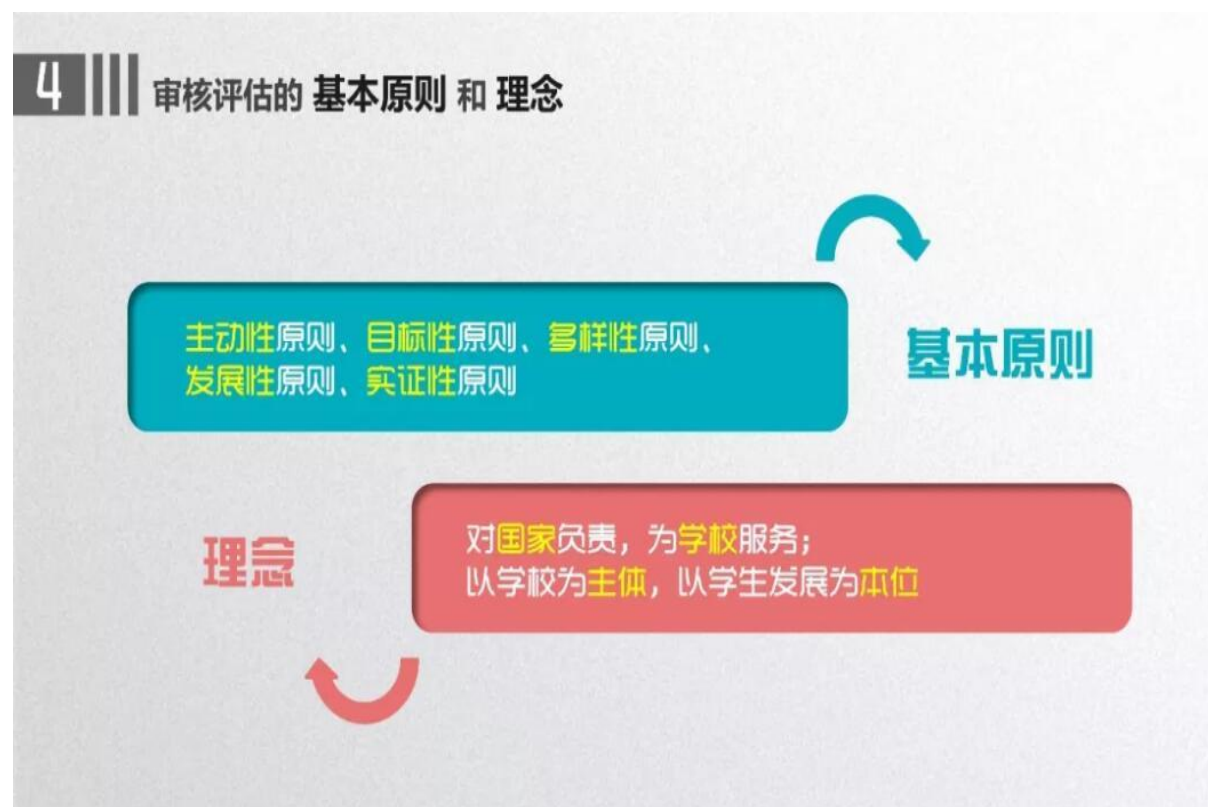 4 审核评估的 基本原则 和 理念
主动性原则、目标性原则、多样性原则、
发展性原则、实证性原则
基本原则
理念
对国家负责，为学校服务；
以学校为主体，以学生发展为本位